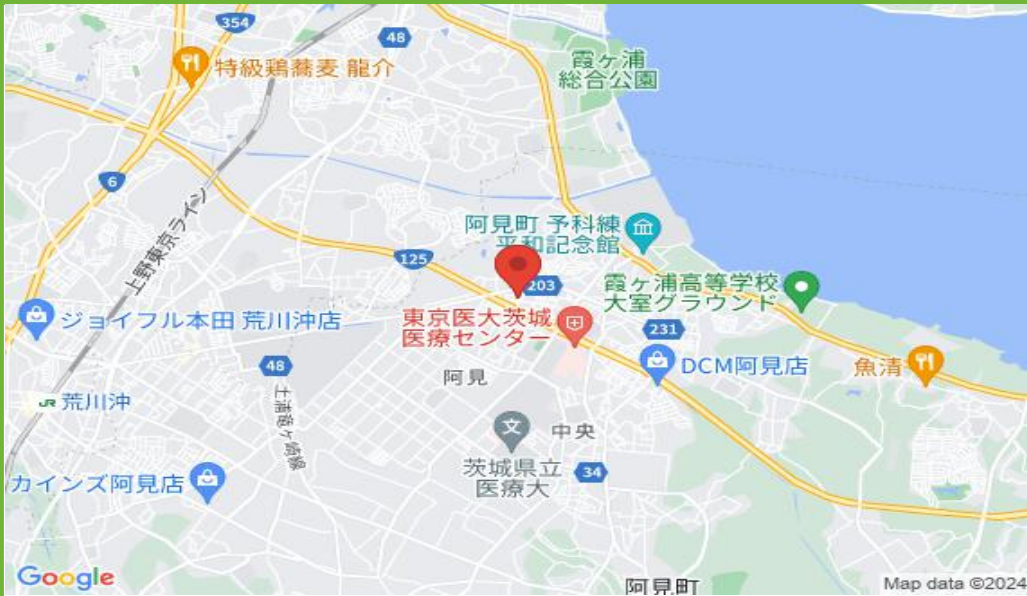 354
48
特級鶏蕎麦 龍介
霞ヶ浦
総合公園
6
上野東京ライン
阿見町 予科練
平和記念館
125
203
霞ヶ浦高等学校
大室グラウンド
ジョイフル本田 荒川沖店
東京医大茨城
医療センター
231
48
DCM阿見店
魚清
阿見
JR 荒川沖
土浦竜ヶ崎線
中央
茨城県立
医療大
34
カインズ阿見店
阿見町
Google
Map data ©2024